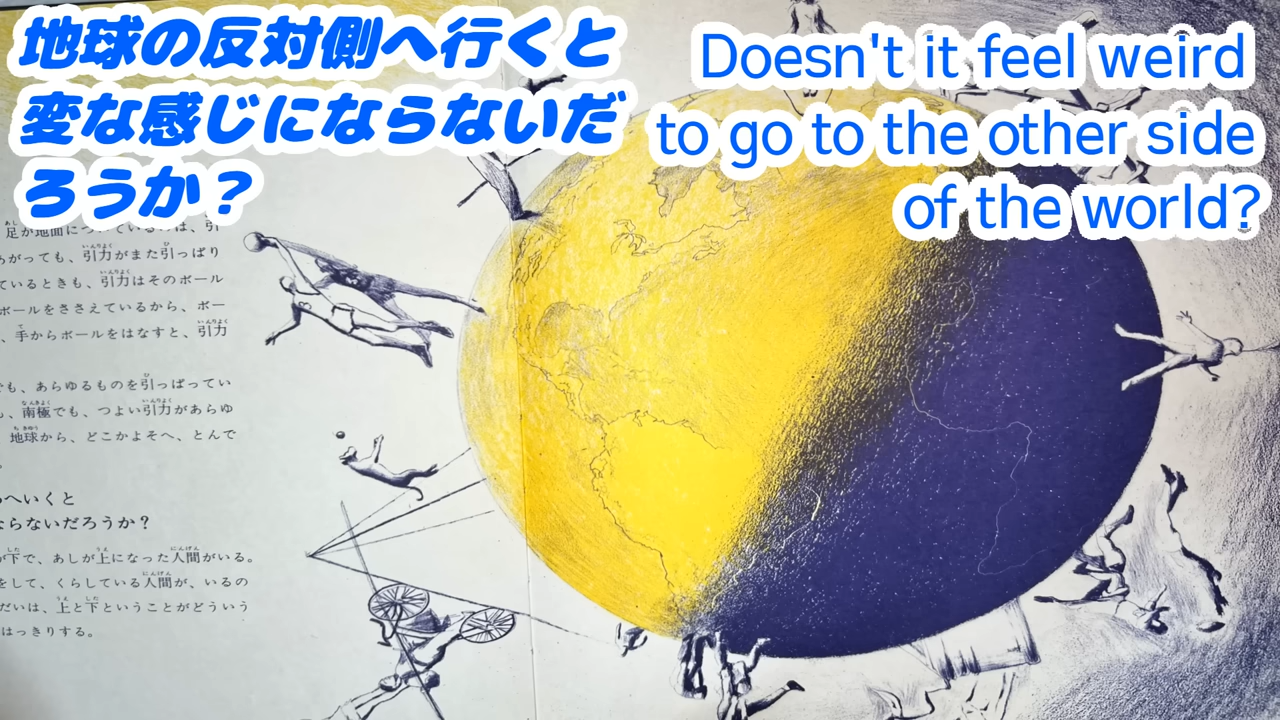 地球の反対側へ行くと
変な感じにならないだ
ろうか？
Doesn't it feel weird
to go to the other side
of the world?
足が地面につ ているのは、引
あがっても、引力がまた引っぱり
ているときも、引力はそのボール
ボールをささえているから、ボー
、手からボールをはなすと、引力
でも、あらゆるものを引っぱってい
も、南極でも、つよい引力があらゆ
地球から、どこかよそへ、とんで
。
へいくと
ならないだろうか？
が下で、あしが上になった人間がいる。
をして、くらしている人間が、いるの
だいは、上と下ということがどういう
はっきりする。